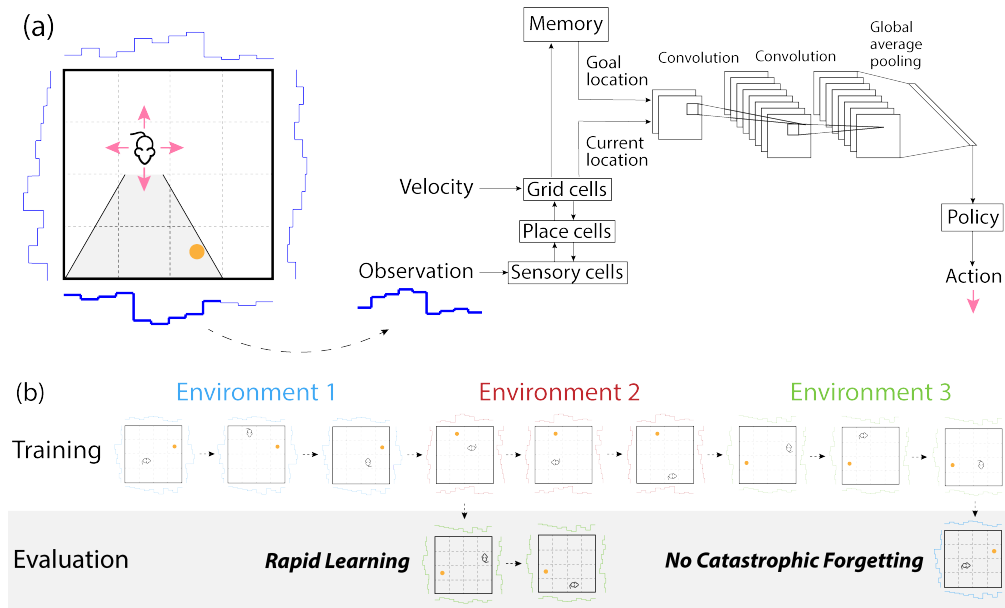 (a)
Memory
Goal
location
Convolution
Convolution
Global
average
pooling
Current
location
Velocity
Grid cells
Place cells
Observation
Sensory cells
Policy
Action
(b)
Environment 1
Environment 2
Environment 3
Training
Evaluation
Rapid Learning
No Catastrophic Forgetting